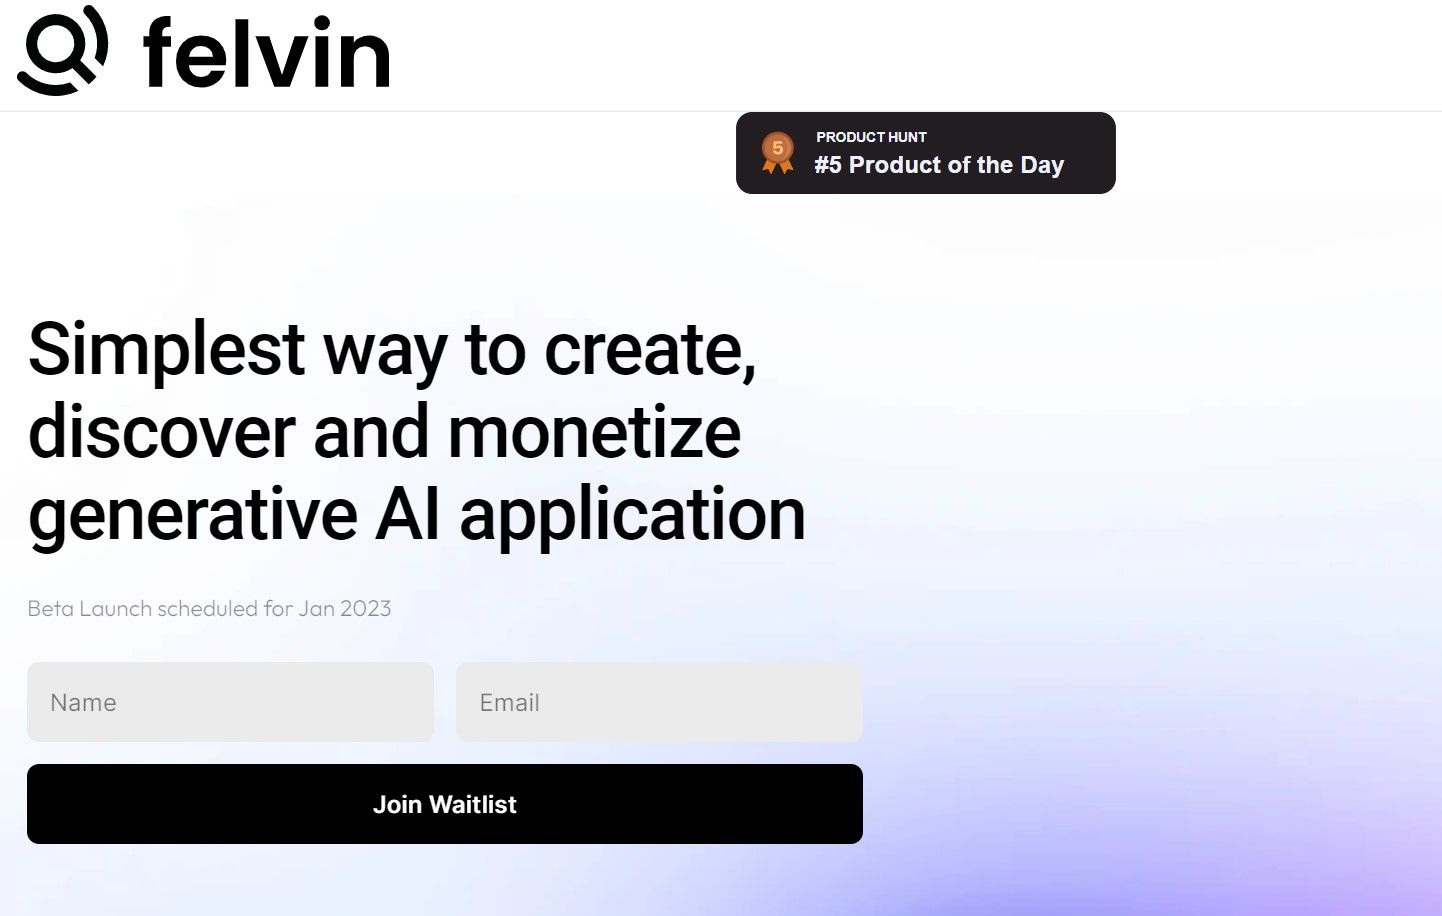 felvin
5
PRODUCT HUNT
#5 Product of the Day
Simplest way to create,
discover and monetize
generative AI application
Beta Launch scheduled for Jan 2023
Name
Email
Join Waitlist